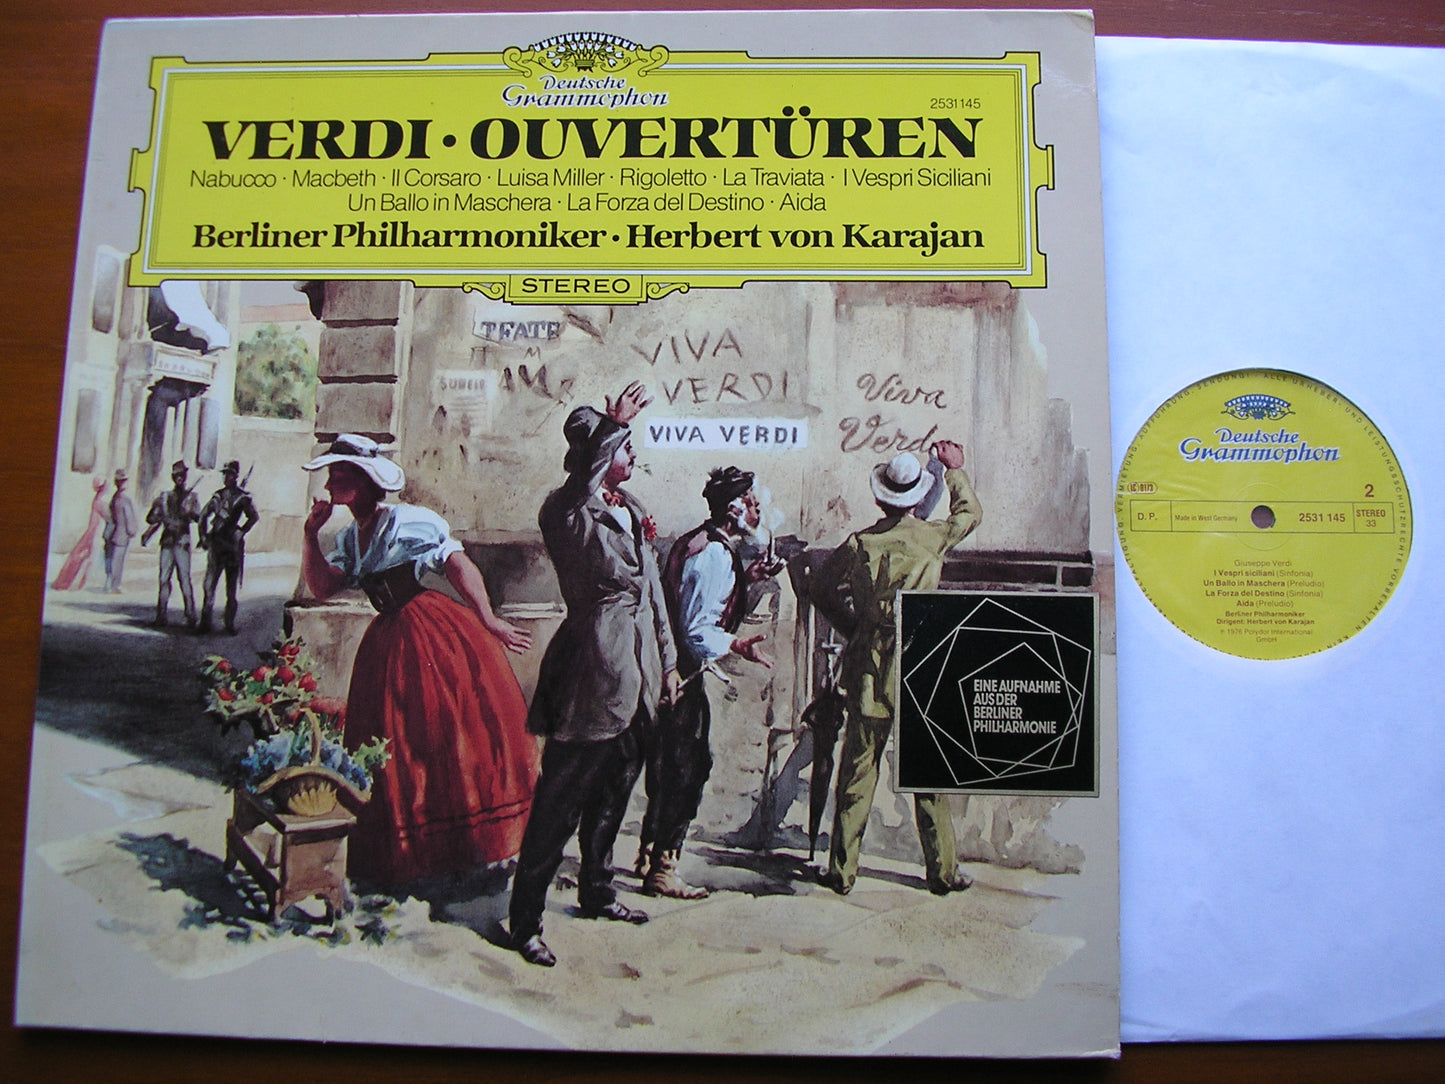 Deutsche
Grammophon
2531 145
VERDI · OUVERTÜREN
Nabucco · Macbeth · Il Corsaro · Luisa Miller · Rigoletto · La Traviata · I Vespri Siciliani
Un Ballo in Maschera · La Forza del Destino · Aida
Berliner Philharmoniker · Herbert von Karajan
STEREO
TEATR
VIVA
VERDI
VIVA VERDI
Viva
Verd
EINE AUFNAHME
AUS DER
BERLINER
PHILHARMONIE
Deutsche
Grammophon
2
D. P.
Made in West Germany
2531 145
STEREO
33
Giuseppe Verdi
I Vespri siciliani (Sinfonia)
Un Ballo in Maschera (Preludio)
La Forza del Destino (Sinfonia)
Aida (Preludio)
Berliner Philharmoniker
Dirigent: Herbert von Karajan
℗ 1976 Polydor International
GmbH